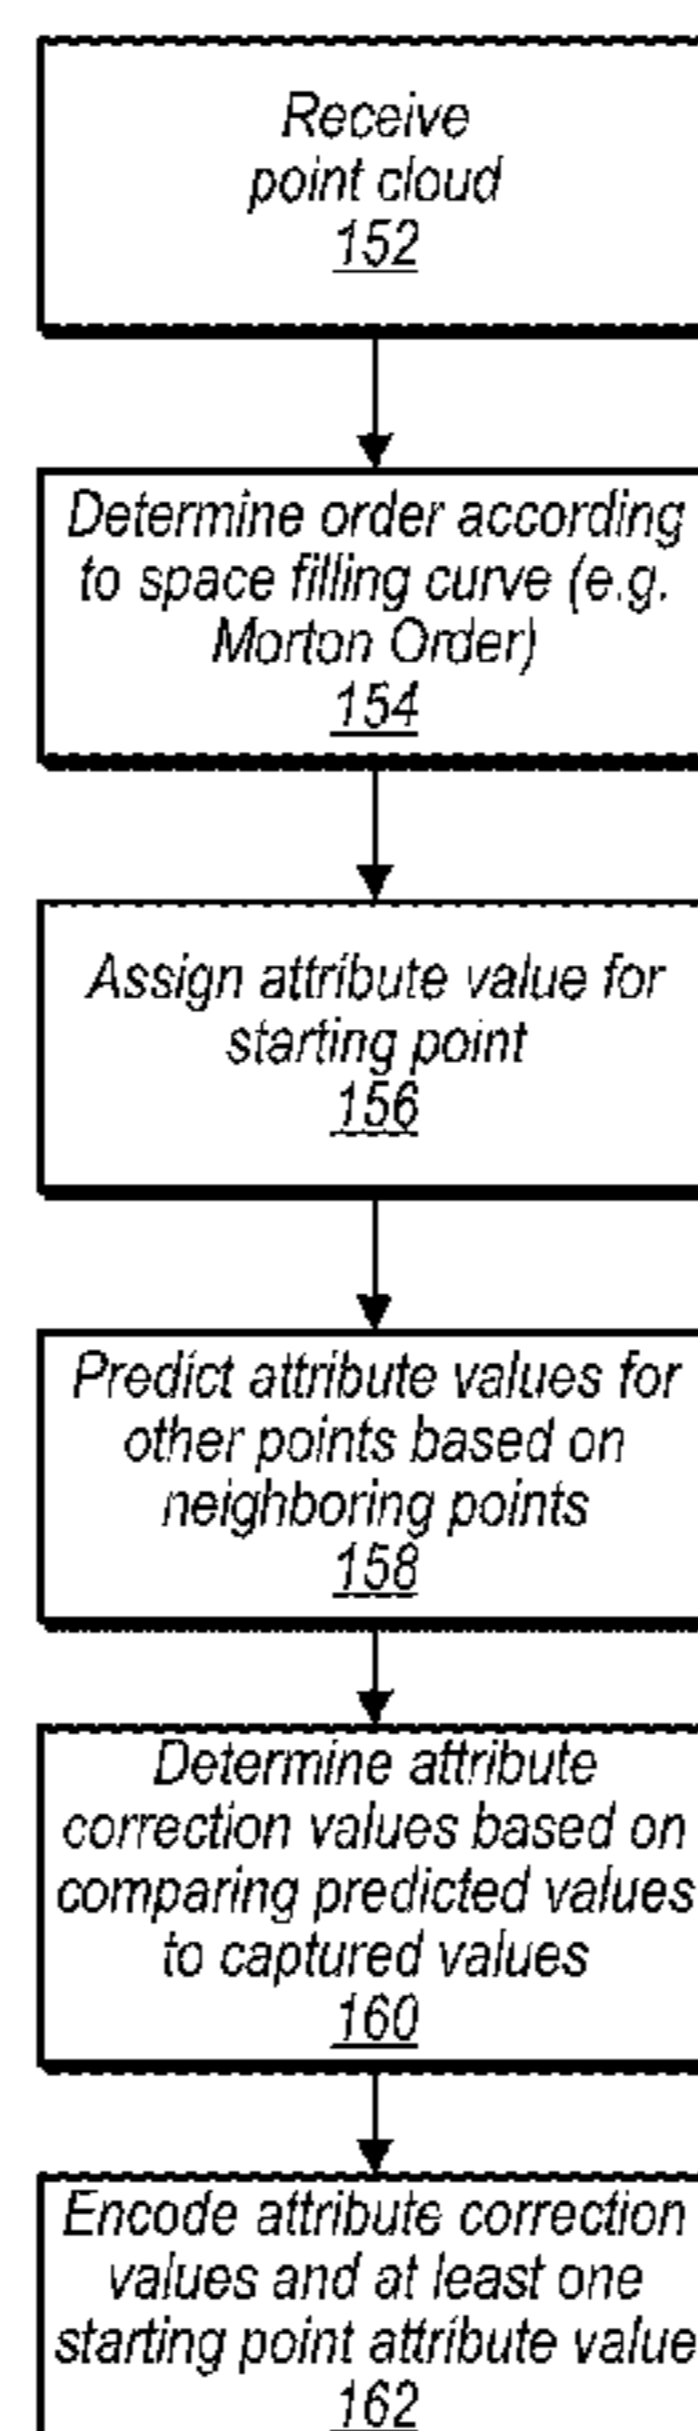 Receive
point cloud
152
Determine order according
to space filling curve (e.g.
Morton Order)
154
Assign attribute value for
starting point
156
Predict attribute values for
other points based on
neighboring points
158
Determine attribute
correction values based on
comparing predicted values
to captured values
160
Encode attribute correction
values and at least one
starting point attribute value
162